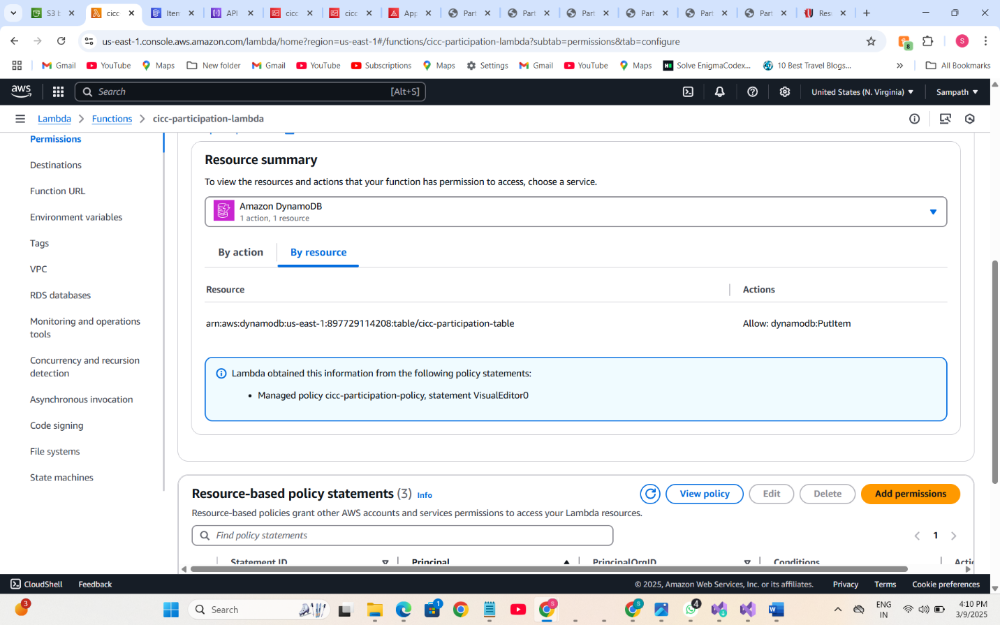 S3 b
cicc
Item
API
cicc
cicc
App
Part
Part
Part
Part
Part
Part
Res
us-east-1.console.aws.amazon.com/lambda/home?region=us-east-1#/functions/cicc-participation-lambda?subtab=permissions&tab=configure
8
S
Gmail
YouTube
Maps
New folder
Gmail
YouTube
Subscriptions
Maps
Settings
Gmail
YouTube
Maps
Solve EnigmaCodex...
10 Best Travel Blogs...
»
All Bookmarks
aws
Search
[Alt+S]
United States (N. Virginia)
Sampath
Lambda
Functions
cicc-participation-lambda
Permissions
Destinations
Function URL
Environment variables
Tags
VPC
RDS databases
Monitoring and operations
tools
Concurrency and recursion
detection
Asynchronous invocation
Code signing
File systems
State machines
Resource summary
To view the resources and actions that your function has permission to access, choose a service.
Amazon DynamoDB
1 action, 1 resource
By action
By resource
Resource
Actions
arn:aws:dynamodb:us-east-1:897729114208:table/cicc-participation-table
Allow: dynamodb:PutItem
Lambda obtained this information from the following policy statements:
• Managed policy cicc-participation-policy, statement VisualEditor0
Resource-based policy statements (3) Info
View policy
Edit
Delete
Add permissions
Resource-based policies grant other AWS accounts and services permissions to access your Lambda resources.
Find policy statements
1
Statement ID
Principal
PrincipalOrgID
Conditions
Actic
CloudShell
Feedback
© 2025, Amazon Web Services, Inc. or its affiliates.
Privacy
Terms
Cookie preferences
3
Search
1
S
S
4
ENG
IN
4:10 PM
3/9/2025